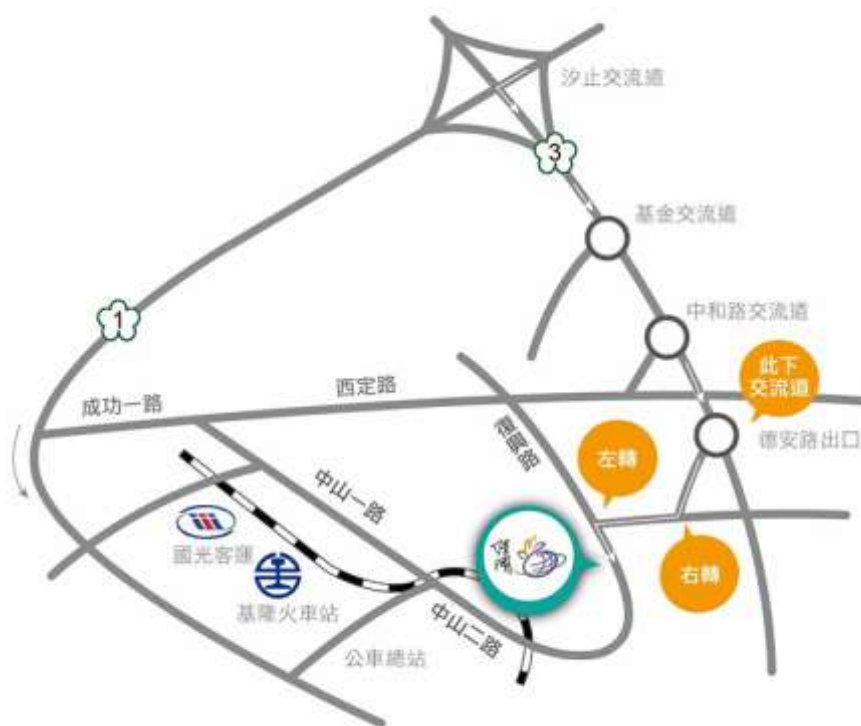 汐止交流道
3
基金交流道
1
中和路交流道
此下
交流道
西定路
成功一路
復興路
德安路出口
左轉
中山一路
國光客運
右轉
基隆火車站
中山二路
公車總站